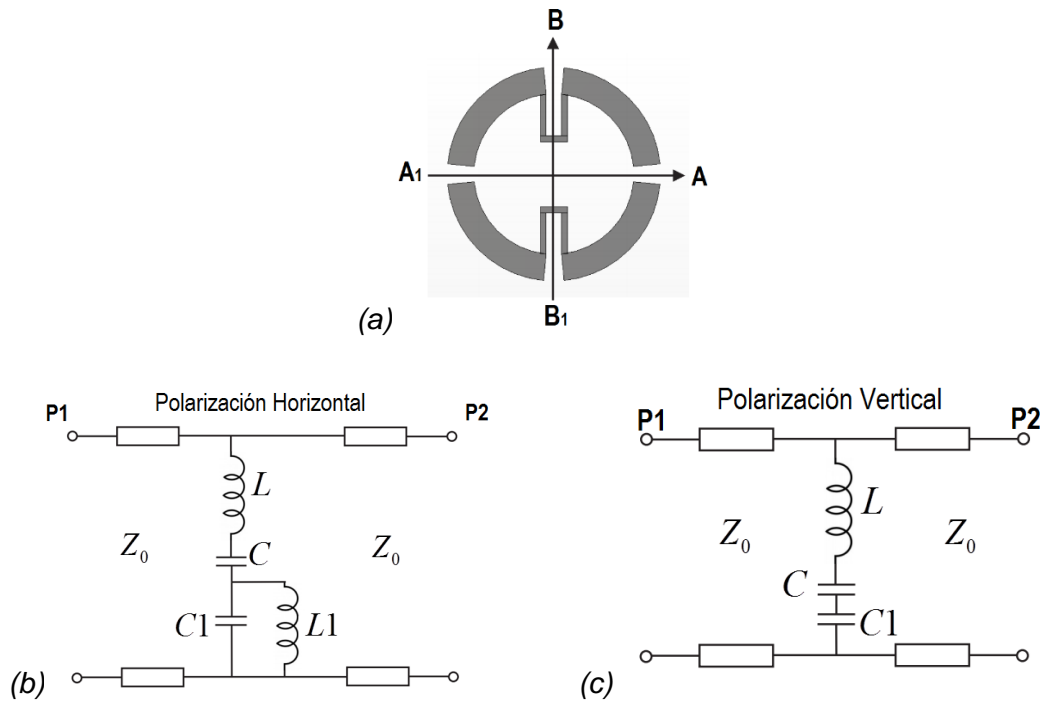 B
A₁
A
B₁
(a)
Polarización Horizontal
P1
P2
L
Z₀
Z₀
C
C1
L1
(b)
Polarización Vertical
P1
P2
L
Z₀
Z₀
C
C1
(c)